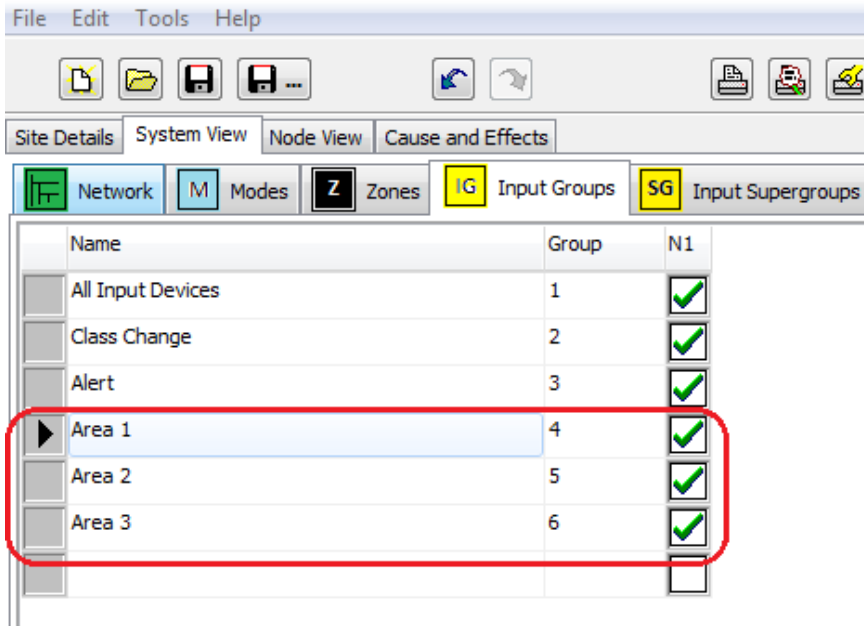 File Edit Tools Help
...
Site Details System View Node View Cause and Effects
Network M Modes Z Zones IG Input Groups SG Input Supergroups
Name Group N1
All Input Devices 1
Class Change 2
Alert 3
Area 1 4
Area 2 5
Area 3 6